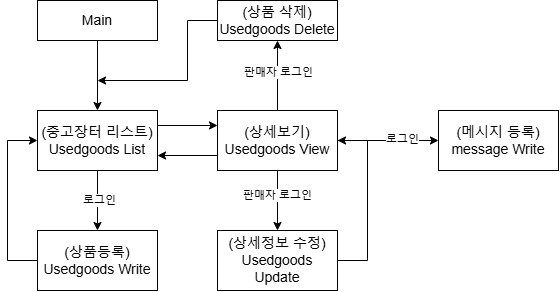 Main
(상품 삭제)
Usedgoods Delete
판매자 로그인
(중고장터 리스트)
Usedgoods List
(상세보기)
Usedgoods View
로그인
(메시지 등록)
message Write
로그인
판매자 로그인
(상품등록)
Usedgoods Write
(상세정보 수정)
Usedgoods
Update